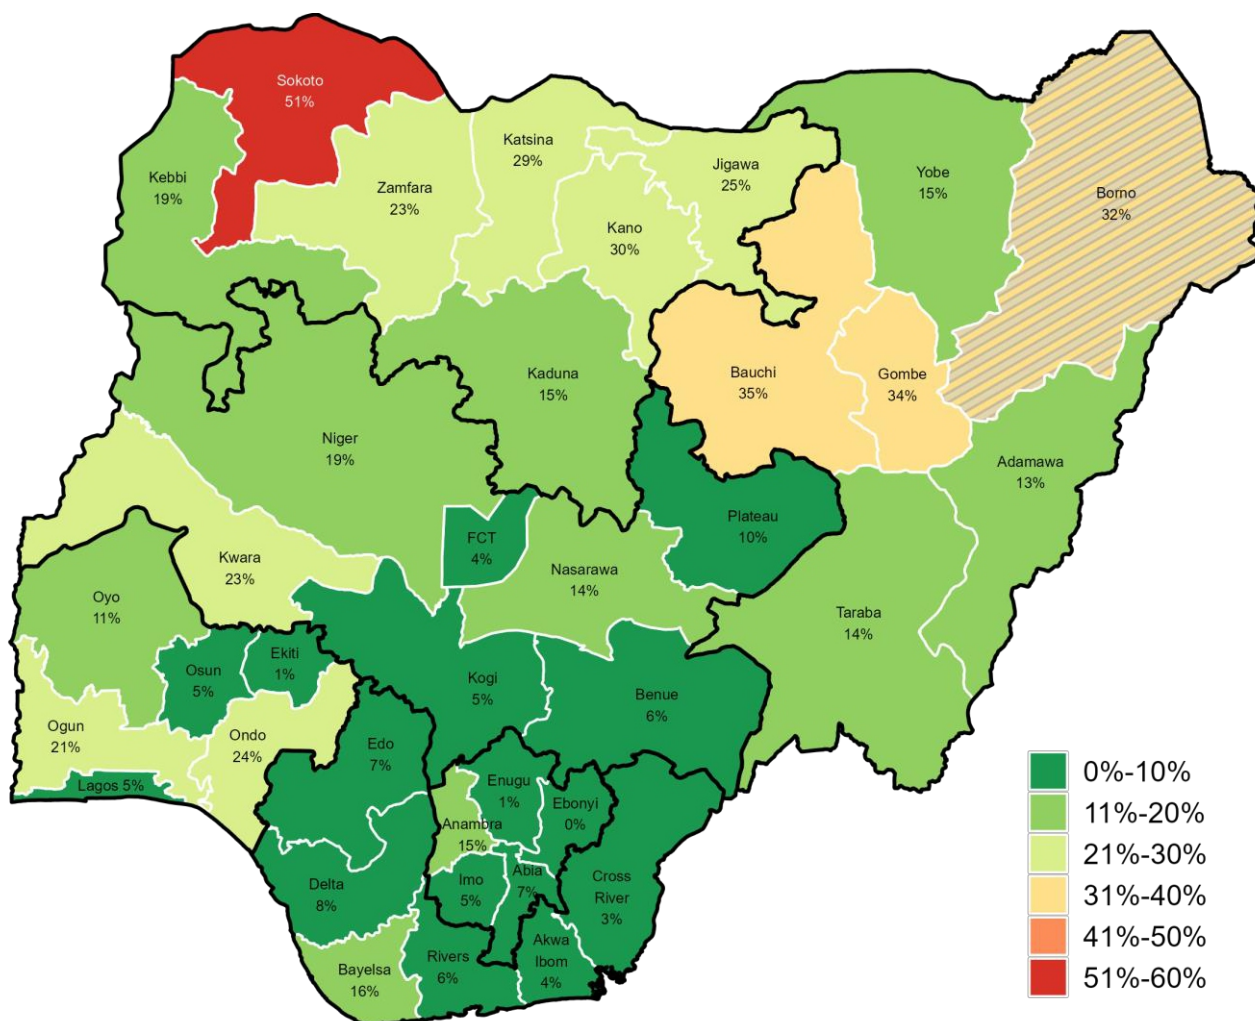 Sokoto
51%
Katsina
29%
Jigawa
25%
Kebbi
19%
Zamfara
23%
Yobe
15%
Borno
32%
Kano
30%
Kaduna
15%
Bauchi
35%
Gombe
34%
Niger
19%
Adamawa
13%
Plateau
10%
FCT
4%
Kwara
23%
Nasarawa
14%
Oyo
11%
Taraba
14%
Osun
5%
Ekiti
1%
Kogi
5%
Benue
6%
Ogun
21%
Ondo
24%
Edo
7%
Lagos 5%
Enugu
1%
Ebonyi
0%
Anambra
15%
Delta
8%
Imo
5%
Abia
7%
Cross
River
3%
Bayelsa
16%
Rivers
6%
Akwa
Ibom
4%
0%-10%
11%-20%
21%-30%
31%-40%
41%-50%
51%-60%